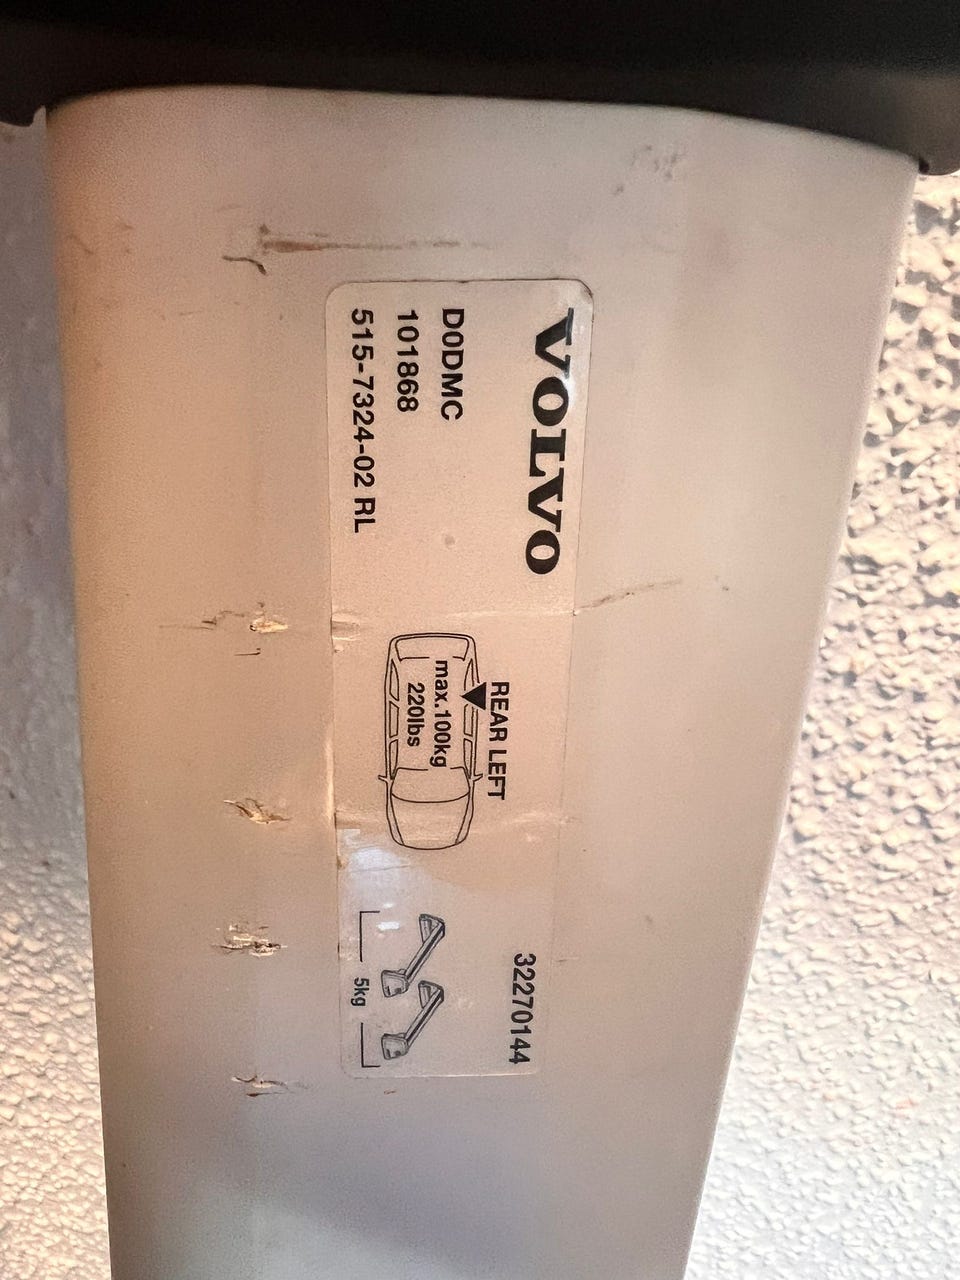 VOLVO
D0DMC
101868
515-7324-02 RL
REAR LEFT
max.100kg
220lbs
32270144
5kg